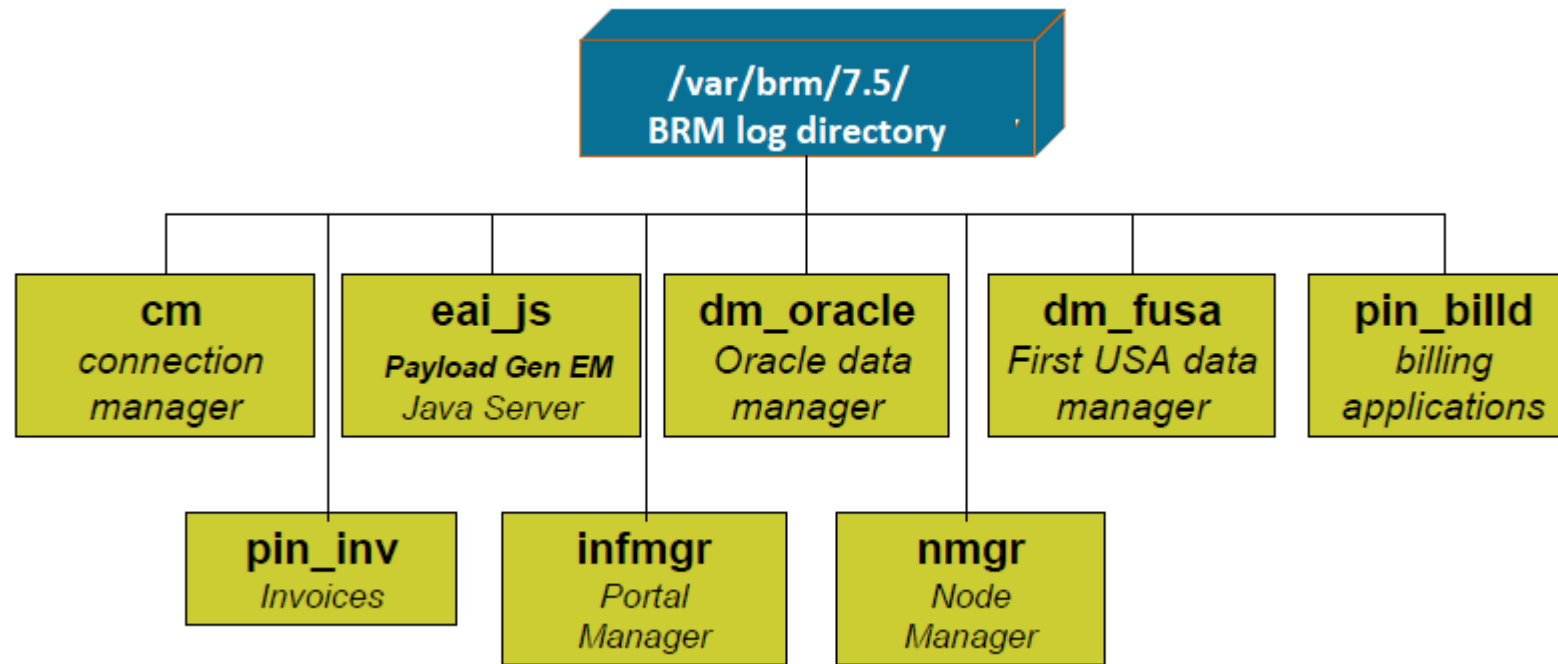 /var/brm/7.5/
BRM log directory
cm
connection
manager
eai_js
Payload Gen EM
Java Server
dm_oracle
Oracle data
manager
dm_fusa
First USA data
manager
pin_billd
billing
applications
pin_inv
Invoices
infmgr
Portal
Manager
nmgr
Node
Manager